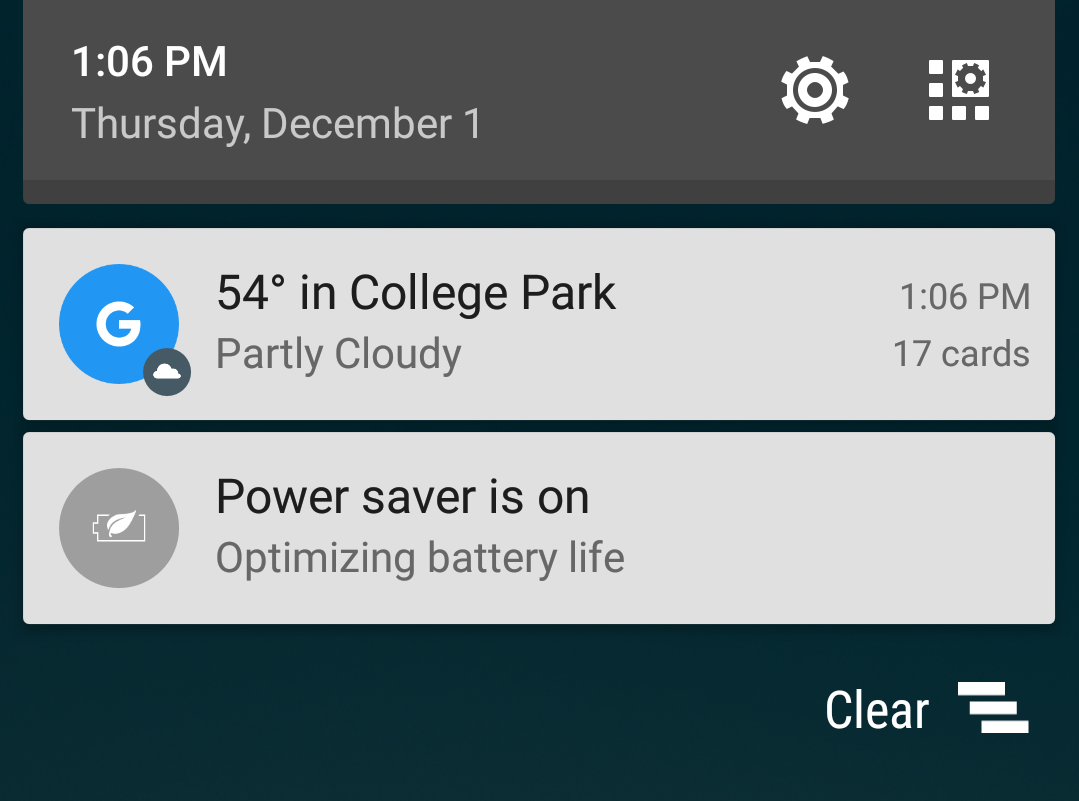 1:06 PM
Thursday, December 1
G
54° in College Park
1:06 PM
Partly Cloudy
17 cards
Power saver is on
Optimizing battery life
Clear